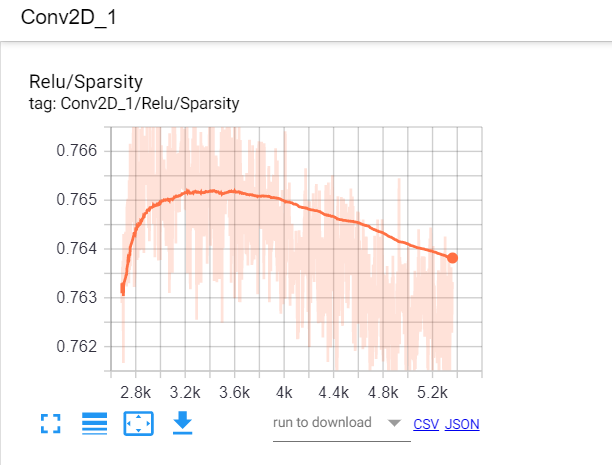 Conv2D_1
Relu/Sparsity
tag: Conv2D_1/Relu/Sparsity
0.766
0.765
0.764
0.763
0.762
2.8k 3.2k 3.6k 4k 4.4k 4.8k 5.2k
run to download CSV JSON